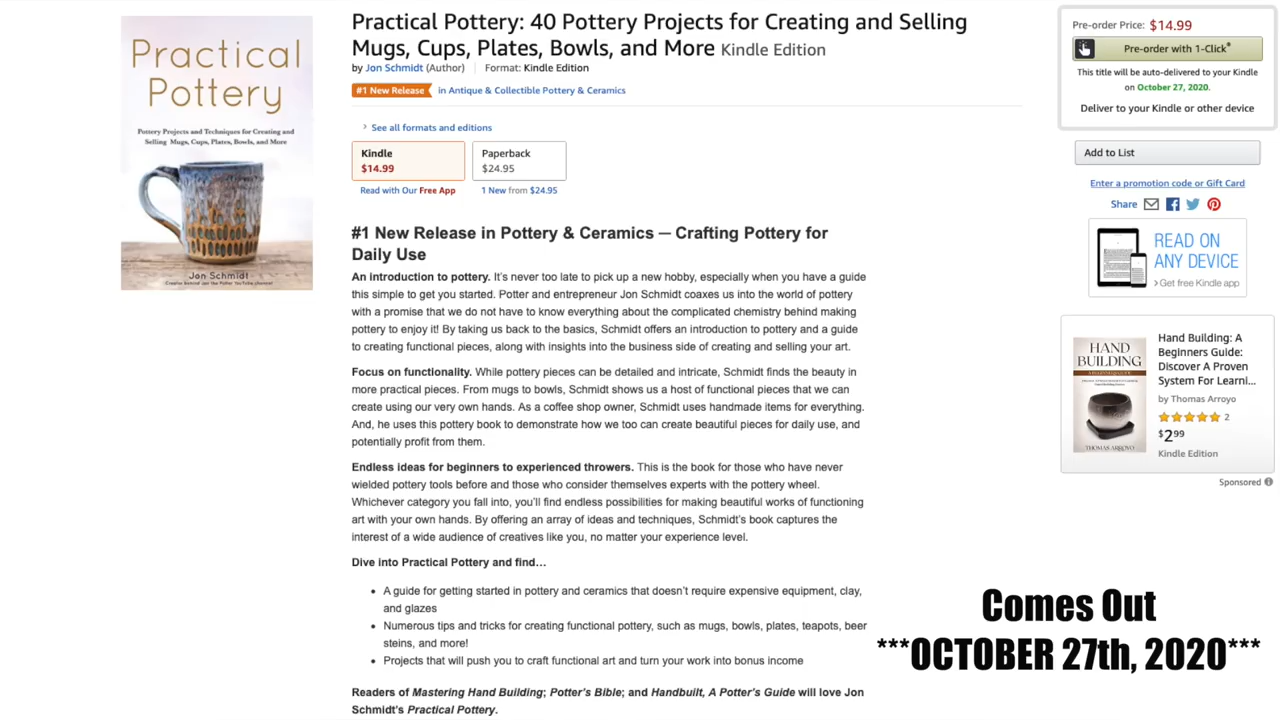 Practical
Pottery
Pottery Projects and Techniques for Creating and
Selling Mugs, Cups, Plates, Bowls, and More
Jon Schmidt
Practical Pottery: 40 Pottery Projects for Creating and Selling
Mugs, Cups, Plates, Bowls, and More Kindle Edition
by Jon Schmidt (Author) Format: Kindle Edition
#1 New Release in Antique & Collectible Pottery & Ceramics
See all formats and editions
Kindle
$14.99
Read with Our Free App
Paperback
$24.95
1 New from $24.95
#1 New Release in Pottery & Ceramics — Crafting Pottery for
Daily Use
An introduction to pottery. It's never too late to pick up a new hobby, especially when you have a guide
this simple to get you started. Potter and entrepreneur Jon Schmidt coaxes us into the world of pottery
with a promise that we do not have to know everything about the complicated chemistry behind making
pottery to enjoy it! By taking us back to the basics, Schmidt offers an introduction to pottery and a guide
to creating functional pieces, along with insights into the business side of creating and selling your art.
Focus on functionality. While pottery pieces can be detailed and intricate, Schmidt finds the beauty in
more practical pieces. From mugs to bowls, Schmidt shows us a host of functional pieces that we can
create using our very own hands. As a coffee shop owner, Schmidt uses handmade items for everything.
And, he uses this pottery book to demonstrate how we too can create beautiful pieces for daily use, and
potentially profit from them.
Endless ideas for beginners to experienced throwers. This is the book for those who have never
wielded pottery tools before and those who consider themselves experts with the pottery wheel.
Whichever category you fall into, you'll find endless possibilities for making beautiful works of functioning
art with your own hands. By offering an array of ideas and techniques, Schmidt's book captures the
interest of a wide audience of creatives like you, no matter your experience level.
Dive into Practical Pottery and find…
• A guide for getting started in pottery and ceramics that doesn't require expensive equipment, clay,
and glazes
• Numerous tips and tricks for creating functional pottery, such as mugs, bowls, plates, teapots, beer
steins, and more!
• Projects that will push you to craft functional art and turn your work into bonus income
Readers of Mastering Hand Building; Potter's Bible; and Handbuilt, A Potter's Guide will love Jon
Schmidt's Practical Pottery.
Pre-order Price: $14.99
Pre-order with 1-Click®
This title will be auto-delivered to your Kindle
on October 27, 2020.
Deliver to your Kindle or other device
Add to List
Enter a promotion code or Gift Card
Share
READ ON
ANY DEVICE
› Get free Kindle app
HAND
BUILDING
THOMAS ARROYO
Hand Building: A
Beginners Guide:
Discover A Proven
System For Learni...
by Thomas Arroyo
2
$2.99
Kindle Edition
Sponsored
Comes Out
***OCTOBER 27th, 2020***